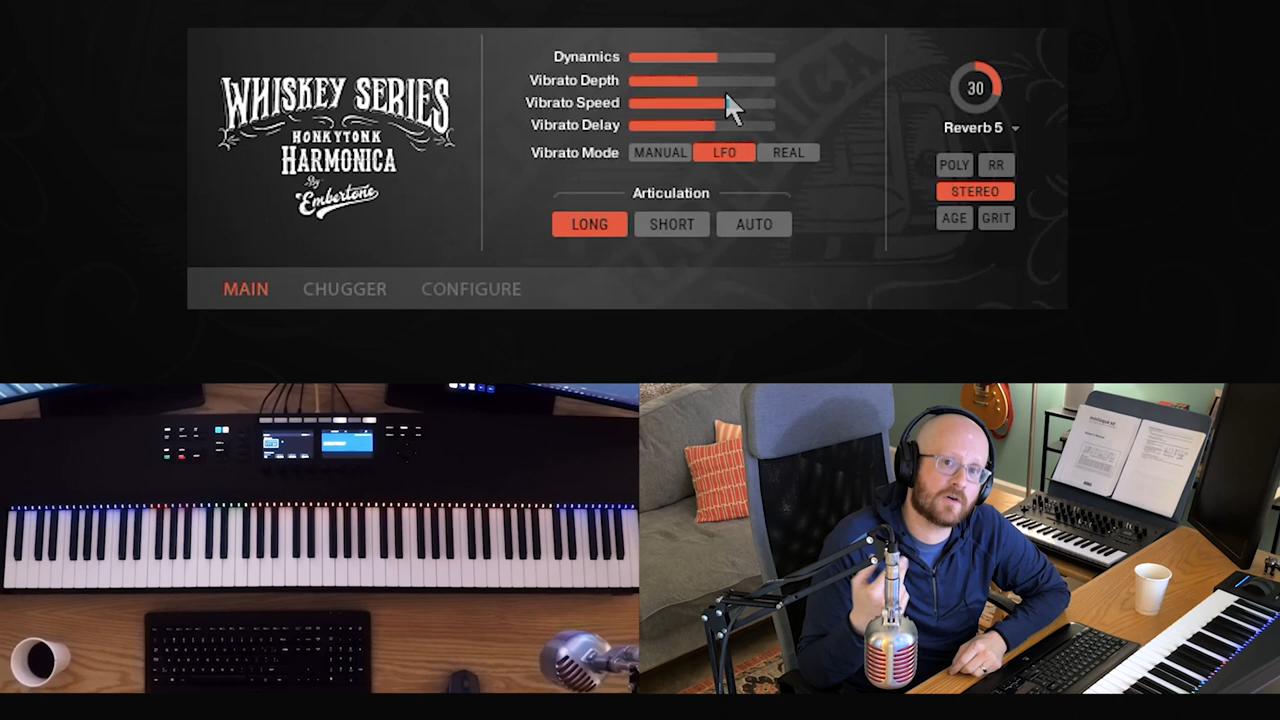 WHISKEY SERIES
HONKYTONK
HARMONICA
By
Embertone
Dynamics
Vibrato Depth
Vibrato Speed
Vibrato Delay
Vibrato Mode
MANUAL LFO REAL
Articulation
LONG SHORT AUTO
30
Reverb 5
POLY RR
STEREO
AGE GRIT
MAIN CHUGGER CONFIGURE